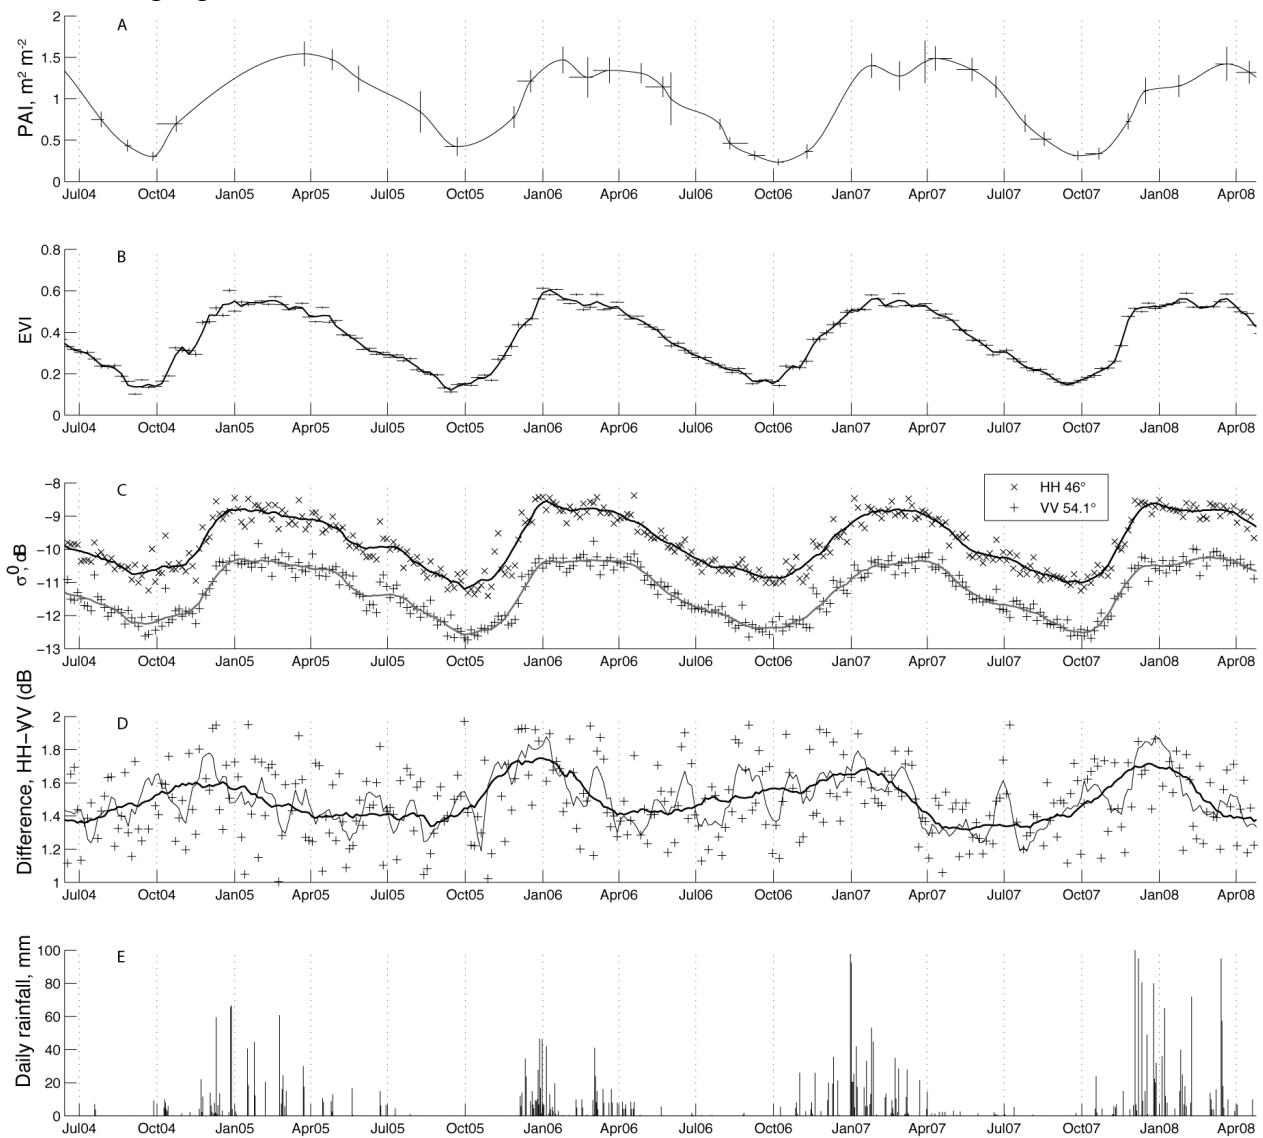 A
PAI, m² m⁻²
2
1.5
1
0.5
0
Jul04 Oct04 Jan05 Apr05 Jul05 Oct05 Jan06 Apr06 Jul06 Oct06 Jan07 Apr07 Jul07 Oct07 Jan08 Apr08
B
EVI
0.8
0.6
0.4
0.2
0
Jul04 Oct04 Jan05 Apr05 Jul05 Oct05 Jan06 Apr06 Jul06 Oct06 Jan07 Apr07 Jul07 Oct07 Jan08 Apr08
C
σ⁰, dB
−8
−9
−10
−11
−12
−13
HH 46°
VV 54.1°
Jul04 Oct04 Jan05 Apr05 Jul05 Oct05 Jan06 Apr06 Jul06 Oct06 Jan07 Apr07 Jul07 Oct07 Jan08 Apr08
D
Difference, HH−VV (dB
2
1.8
1.6
1.4
1.2
1
Jul04 Oct04 Jan05 Apr05 Jul05 Oct05 Jan06 Apr06 Jul06 Oct06 Jan07 Apr07 Jul07 Oct07 Jan08 Apr08
E
Daily rainfall, mm
100
80
60
40
20
0
Jul04 Oct04 Jan05 Apr05 Jul05 Oct05 Jan06 Apr06 Jul06 Oct06 Jan07 Apr07 Jul07 Oct07 Jan08 Apr08